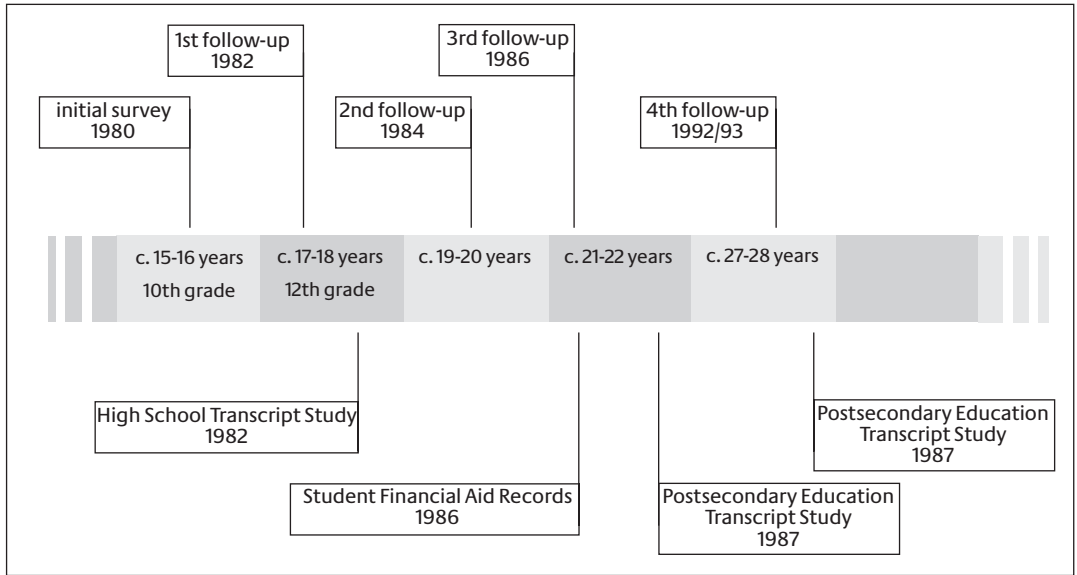 1st follow-up
1982
3rd follow-up
1986
initial survey
1980
2nd follow-up
1984
4th follow-up
1992/93
c. 15-16 years
10th grade
c. 17-18 years
12th grade
c. 19-20 years
c. 21-22 years
c. 27-28 years
High School Transcript Study
1982
Postsecondary Education
Transcript Study
1987
Student Financial Aid Records
1986
Postsecondary Education
Transcript Study
1987